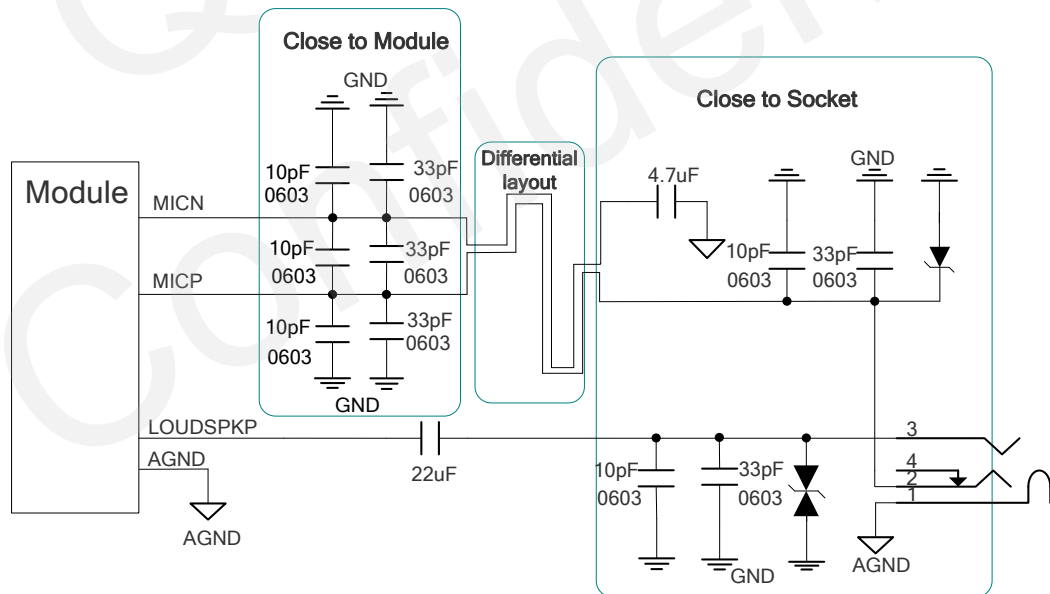 Close to Module
GND
10pF
0603
33pF
0603
Module
MICN
10pF
0603
33pF
0603
MICP
10pF
0603
33pF
0603
GND
Differential
layout
Close to Socket
4.7uF
GND
10pF
0603
33pF
0603
LOUDSPKP
22uF
AGND
AGND
10pF
0603
33pF
0603
GND
3
4
2
1
AGND
Confiden